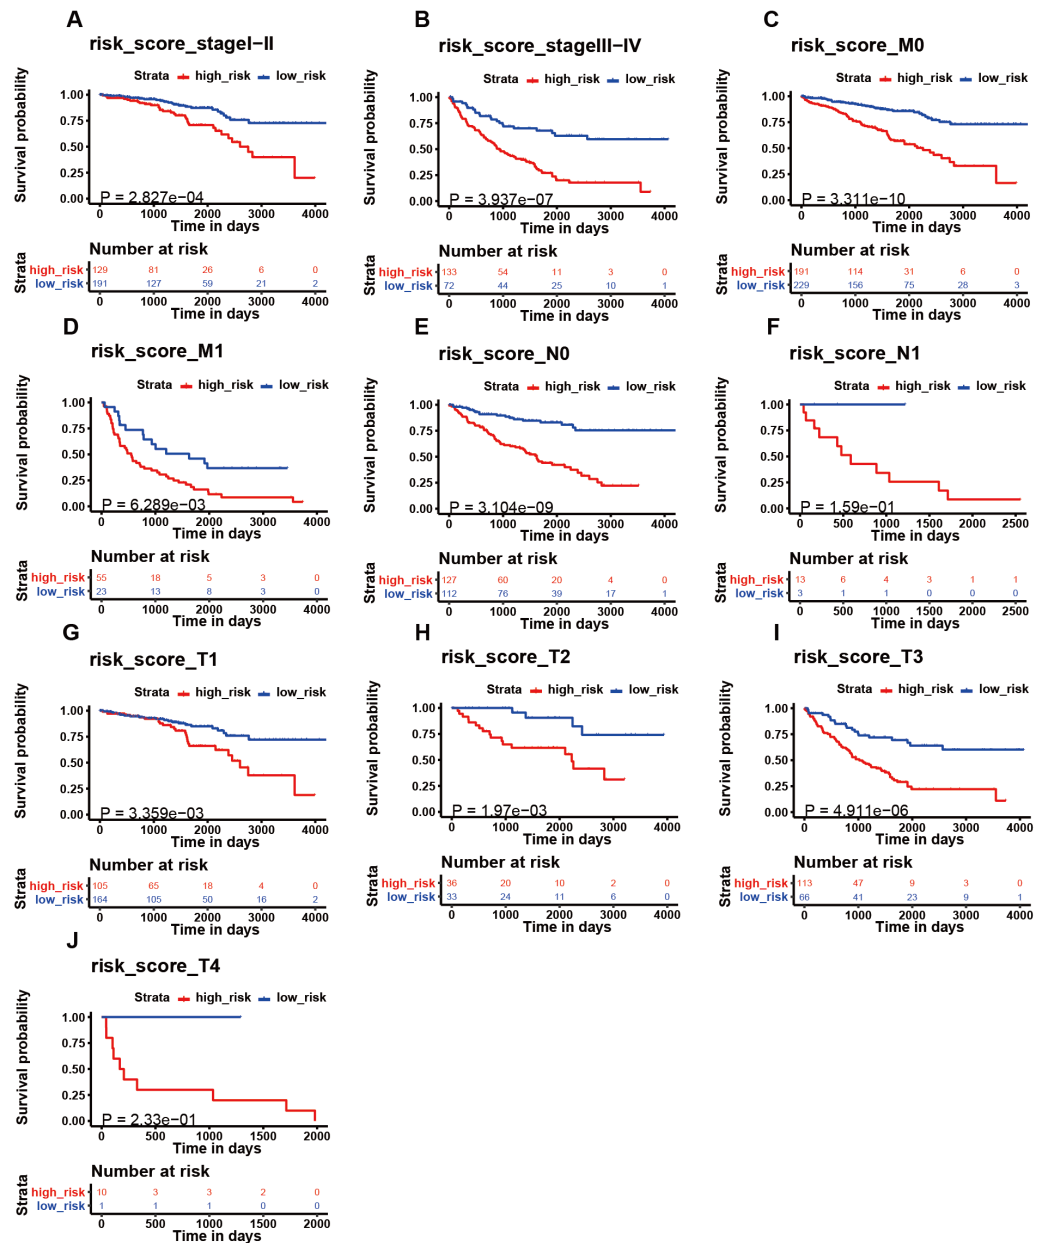 A
risk_score_stageI−II
Strata high_risk low_risk
Survival probability
1.00
0.75
0.50
0.25
0.00
P = 2.827e−04
0 1000 2000 3000 4000
Time in days
Number at risk
Strata
high_risk 129 81 26 6 0
low_risk 191 127 59 21 2
0 1000 2000 3000 4000
Time in days
B
risk_score_stageIII−IV
Strata high_risk low_risk
Survival probability
1.00
0.75
0.50
0.25
0.00
P = 3.937e−07
0 1000 2000 3000 4000
Time in days
Number at risk
Strata
high_risk 133 54 11 3 0
low_risk 72 44 25 10 1
0 1000 2000 3000 4000
Time in days
C
risk_score_M0
Strata high_risk low_risk
Survival probability
1.00
0.75
0.50
0.25
0.00
P = 3.311e−10
0 1000 2000 3000 4000
Time in days
Number at risk
Strata
high_risk 191 114 31 6 0
low_risk 229 156 75 28 3
0 1000 2000 3000 4000
Time in days
D
risk_score_M1
Strata high_risk low_risk
Survival probability
1.00
0.75
0.50
0.25
0.00
P = 6.289e−03
0 1000 2000 3000 4000
Time in days
Number at risk
Strata
high_risk 55 18 5 3 0
low_risk 23 13 8 3 0
0 1000 2000 3000 4000
Time in days
E
risk_score_N0
Strata high_risk low_risk
Survival probability
1.00
0.75
0.50
0.25
0.00
P = 3.104e−09
0 1000 2000 3000 4000
Time in days
Number at risk
Strata
high_risk 127 60 20 4 0
low_risk 112 76 39 17 1
0 1000 2000 3000 4000
Time in days
F
risk_score_N1
Strata high_risk low_risk
Survival probability
1.00
0.75
0.50
0.25
0.00
P = 1.59e−01
0 500 1000 1500 2000 2500
Time in days
Number at risk
Strata
high_risk 13 6 4 3 1 1
low_risk 3 1 1 0 0 0
0 500 1000 1500 2000 2500
Time in days
G
risk_score_T1
Strata high_risk low_risk
Survival probability
1.00
0.75
0.50
0.25
0.00
P = 3.359e−03
0 1000 2000 3000 4000
Time in days
Number at risk
Strata
high_risk 105 65 18 4 0
low_risk 164 105 50 16 2
0 1000 2000 3000 4000
Time in days
H
risk_score_T2
Strata high_risk low_risk
Survival probability
1.00
0.75
0.50
0.25
0.00
P = 1.97e−03
0 1000 2000 3000 4000
Time in days
Number at risk
Strata
high_risk 36 20 10 2 0
low_risk 33 24 11 6 0
0 1000 2000 3000 4000
Time in days
I
risk_score_T3
Strata high_risk low_risk
Survival probability
1.00
0.75
0.50
0.25
0.00
P = 4.911e−06
0 1000 2000 3000 4000
Time in days
Number at risk
Strata
high_risk 113 47 9 3 0
low_risk 66 41 23 9 1
0 1000 2000 3000 4000
Time in days
J
risk_score_T4
Strata high_risk low_risk
Survival probability
1.00
0.75
0.50
0.25
0.00
P = 2.33e−01
0 500 1000 1500 2000
Time in days
Number at risk
Strata
high_risk 10 3 3 2 0
low_risk 1 1 1 0 0
0 500 1000 1500 2000
Time in days